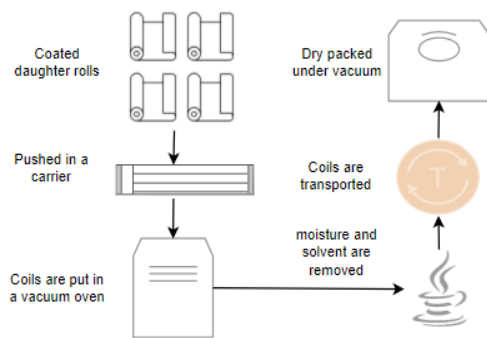 Coated
daughter rolls
Pushed in a
carrier
Coils are put in
a vacuum oven
moisture and
solvent are
removed
Coils are
transported
T
Dry packed
under vacuum